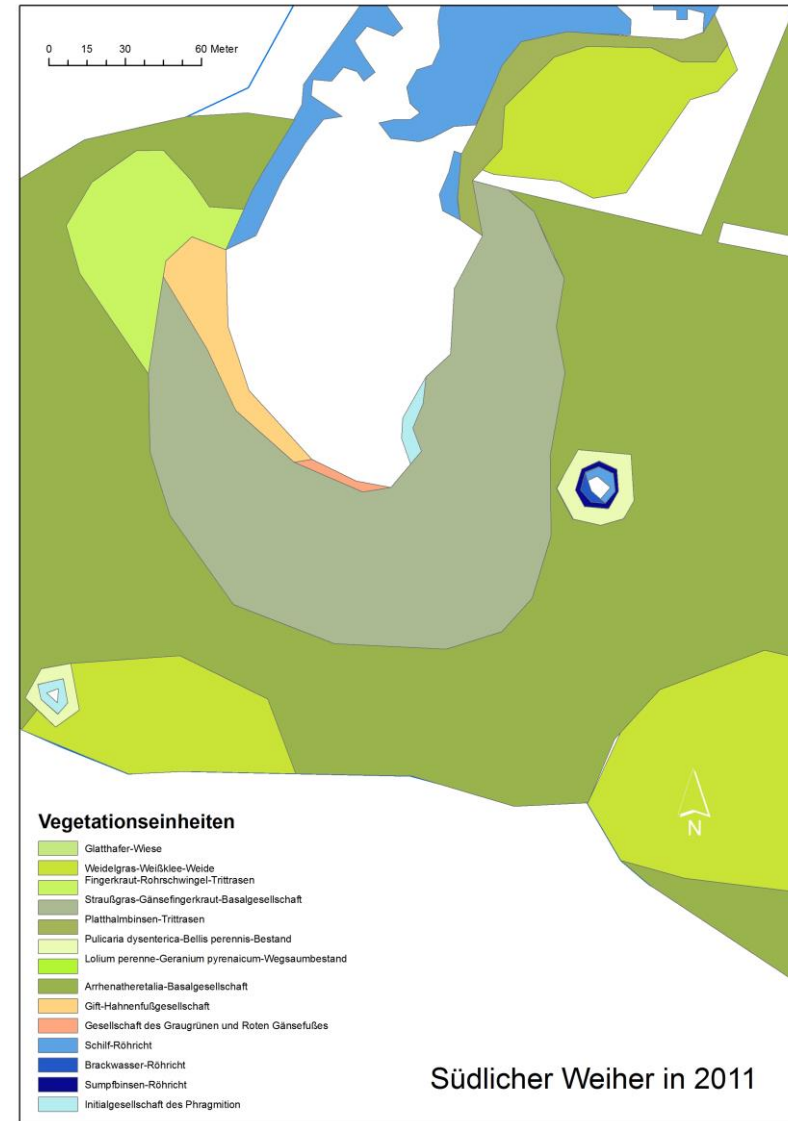 0 15 30 60 Meter
N
Vegetationseinheiten
Glatthafer-Wiese
Weidelgras-Weißklee-Weide
Fingerkraut-Rohrschwingel-Trittrasen
Straußgras-Gänsefingerkraut-Basalgesellschaft
Platthalmbinsen-Trittrasen
Pulicaria dysenterica-Bellis perennis-Bestand
Lolium perenne-Geranium pyrenaicum-Wegsaumbestand
Arrhenatheretalia-Basalgesellschaft
Gift-Hahnenfußgesellschaft
Gesellschaft des Graugrünen und Roten Gänsefußes
Schilf-Röhricht
Brackwasser-Röhricht
Sumpfbinsen-Röhricht
Initialgesellschaft des Phragmition
Südlicher Weiher in 2011